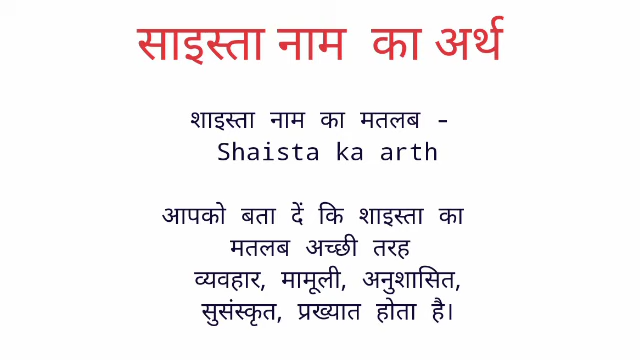 साइस्ता नाम का अर्थ
शाइस्ता नाम का मतलब -
Shaista ka arth
आपको बता दें कि शाइस्ता का
मतलब अच्छी तरह
व्यवहार, मामूली, अनुशासित,
सुसंस्कृत, प्रख्यात होता है।